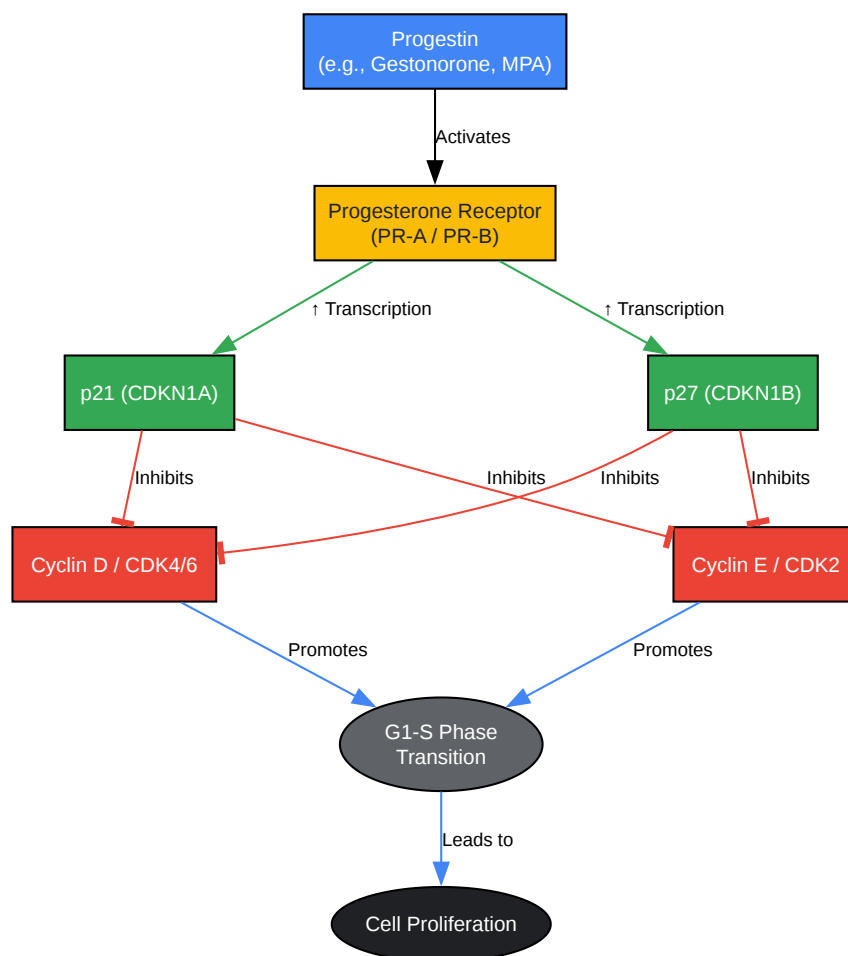 Progestin
(e.g., Gestonorone, MPA)
Activates
Progesterone Receptor
(PR-A / PR-B)
↑ Transcription
↑ Transcription
p21 (CDKN1A)
p27 (CDKN1B)
Inhibits
Inhibits
Inhibits
Inhibits
Cyclin D / CDK4/6
Cyclin E / CDK2
Promotes
Promotes
G1-S Phase
Transition
Leads to
Cell Proliferation